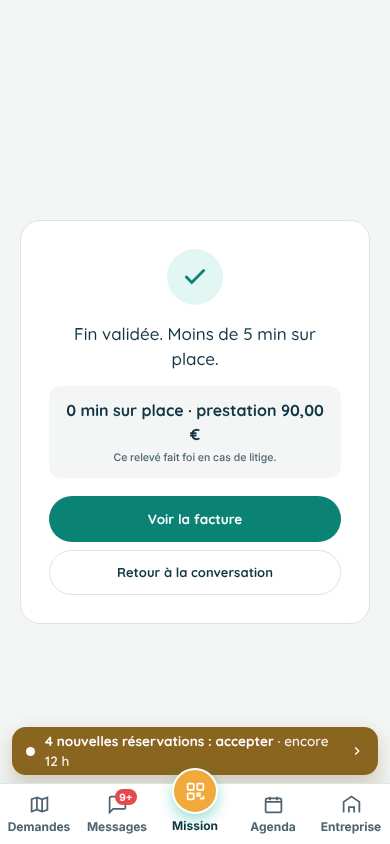 Fin validée. Moins de 5 min sur
place.
0 min sur place · prestation 90,00
€
Ce relevé fait foi en cas de litige.
Voir la facture
Retour à la conversation
4 nouvelles réservations : accepter · encore
12 h
9+
Demandes
Messages
Mission
Agenda
Entreprise